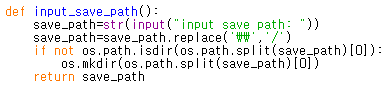 def input_save_path():
    save_path=str(input("input save path: "))
    save_path=save_path.replace('₩₩','/')
    if not os.path.isdir(os.path.split(save_path)[0]):
        os.mkdir(os.path.split(save_path)[0])
    return save_path